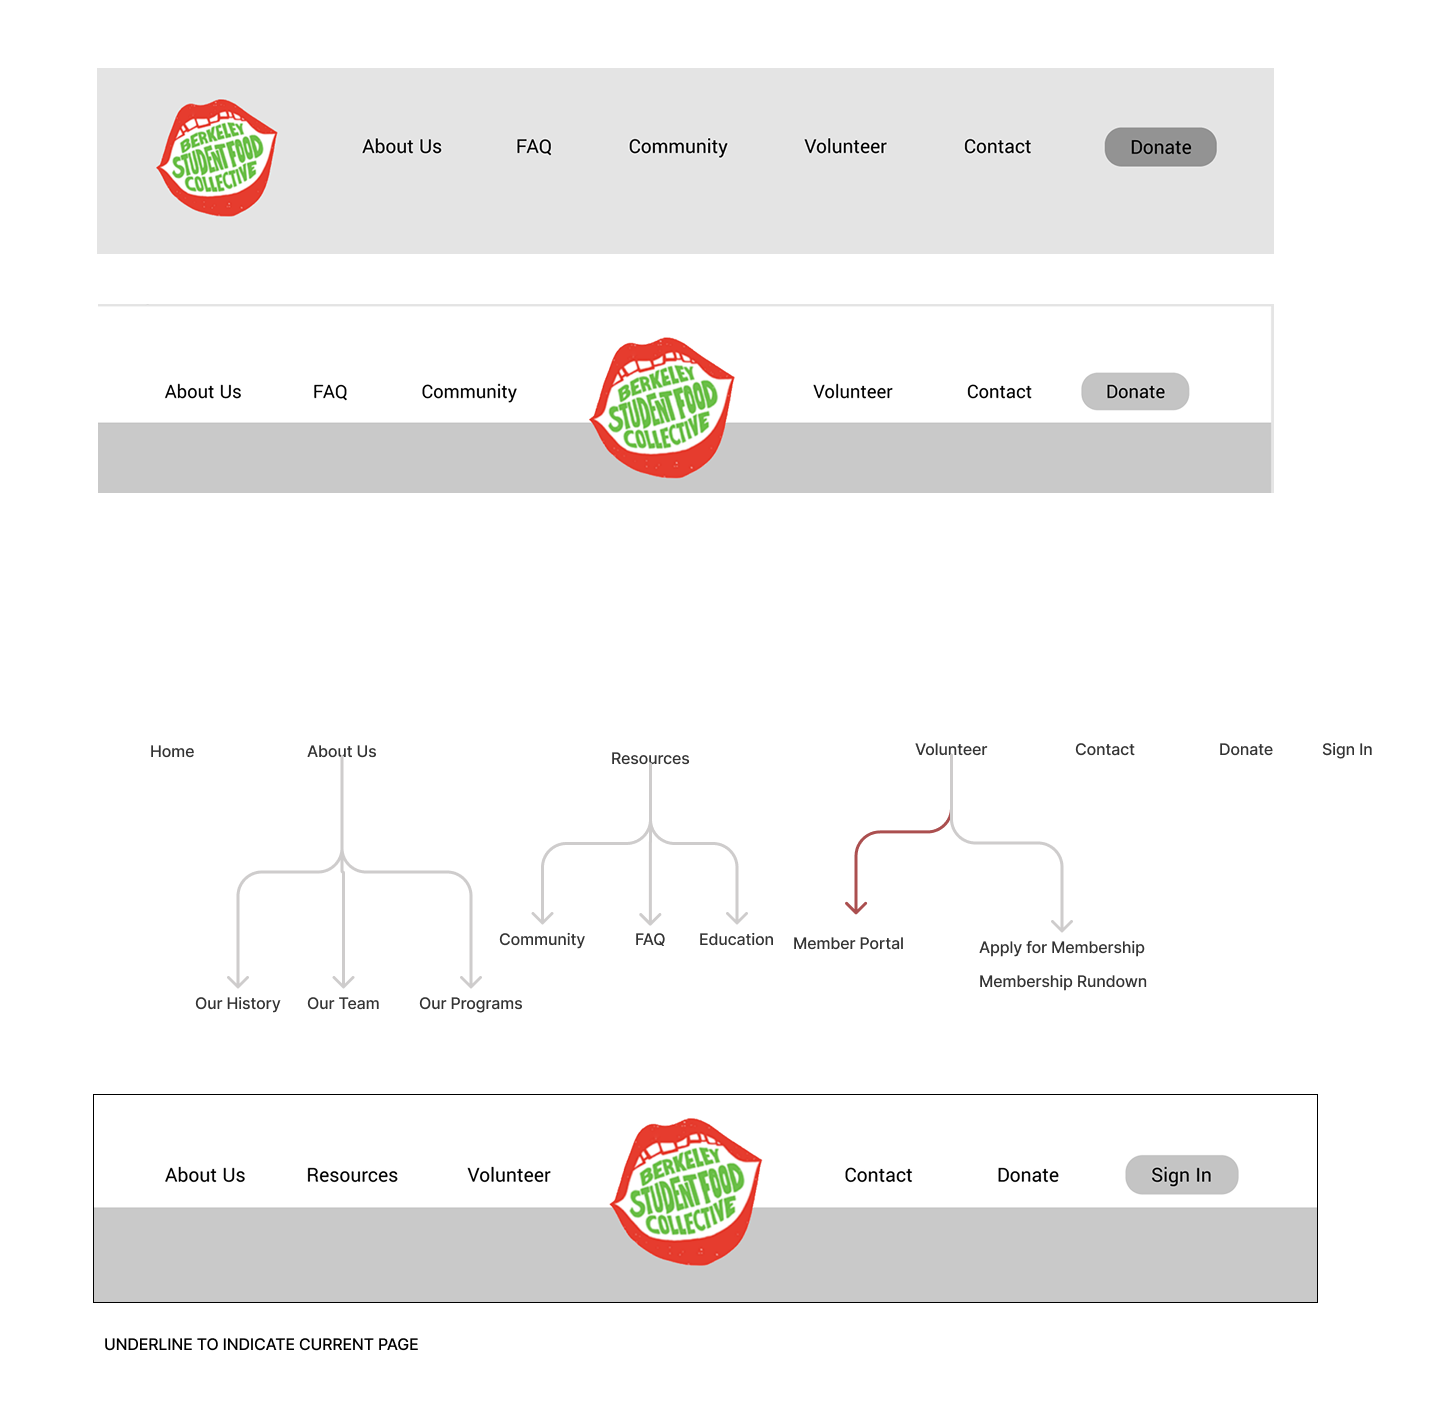 BERKELEY
STUDENT FOOD
COLLECTIVE
About Us FAQ Community Volunteer Contact Donate
About Us FAQ Community
BERKELEY
STUDENT FOOD
COLLECTIVE
Volunteer Contact Donate
Home About Us Resources Volunteer Contact Donate Sign In
Community FAQ Education Member Portal Apply for Membership
Membership Rundown
Our History Our Team Our Programs
About Us Resources Volunteer
BERKELEY
STUDENT FOOD
COLLECTIVE
Contact Donate Sign In
UNDERLINE TO INDICATE CURRENT PAGE